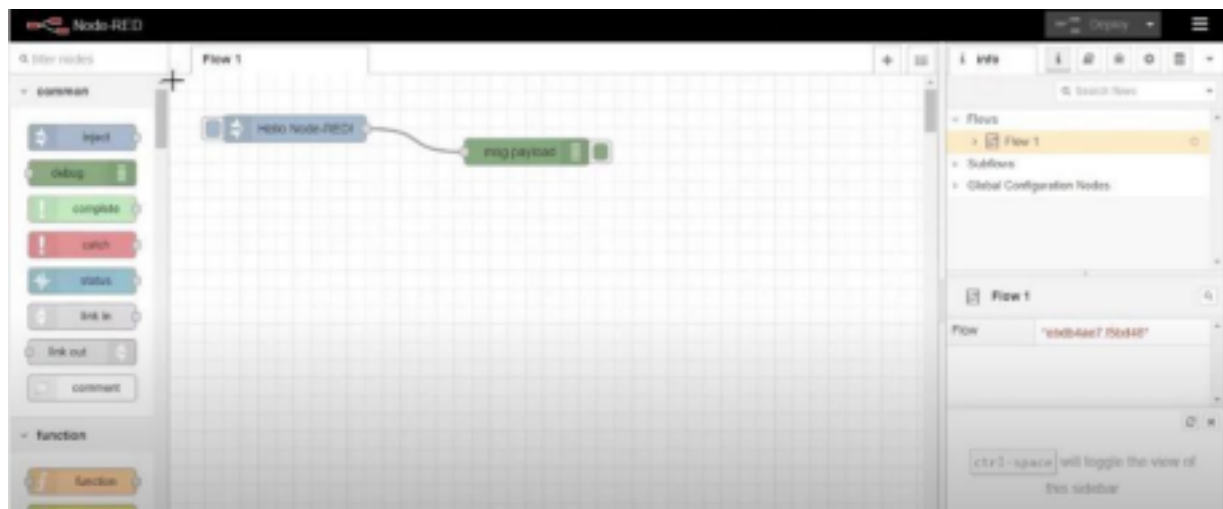 Node-RED
Deploy
filter nodes
Flow 1
info
i
Search flows
common
inject
debug
complete
catch
status
link in
link out
comment
function
function
Hello Node-RED!
msg.payload
Flows
Flow 1
Subflows
Global Configuration Nodes
Flow 1
Flow
ctrl-space will toggle the view of
this sidebar